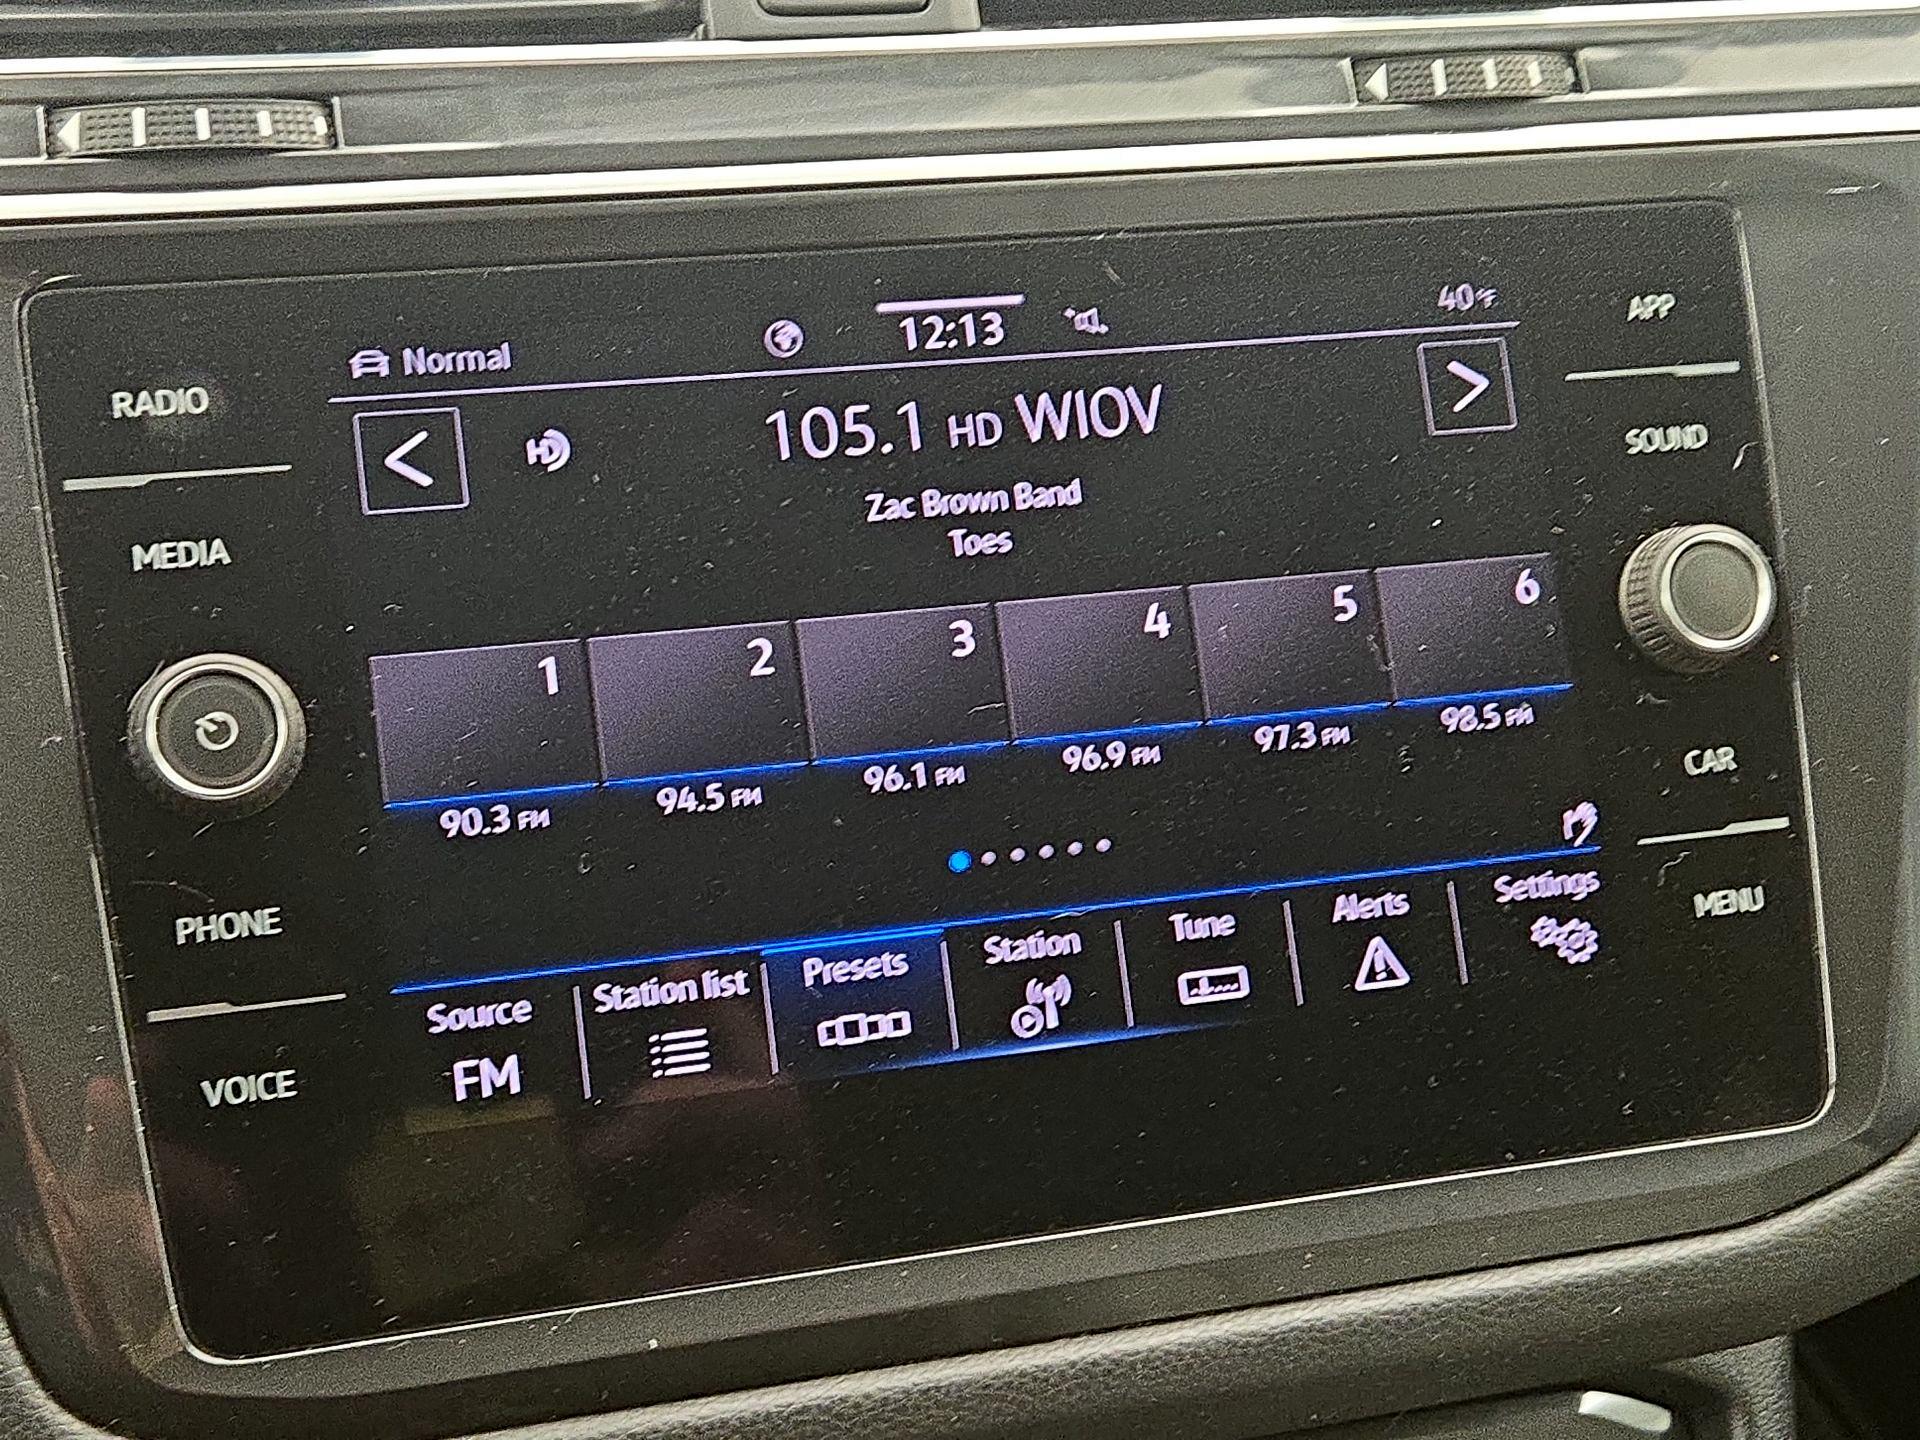 Normal
12:13
40°F
APP
RADIO
105.1 HD WIOV
HD
SOUND
Zac Brown Band
Toes
MEDIA
1
2
3
4
5
6
90.3 FM
94.5 FM
96.1 FM
96.9 FM
97.3 FM
98.5 FM
CAR
PHONE
Source
Station list
Presets
Station
Tune
Alerts
Settings
MENU
FM
VOICE